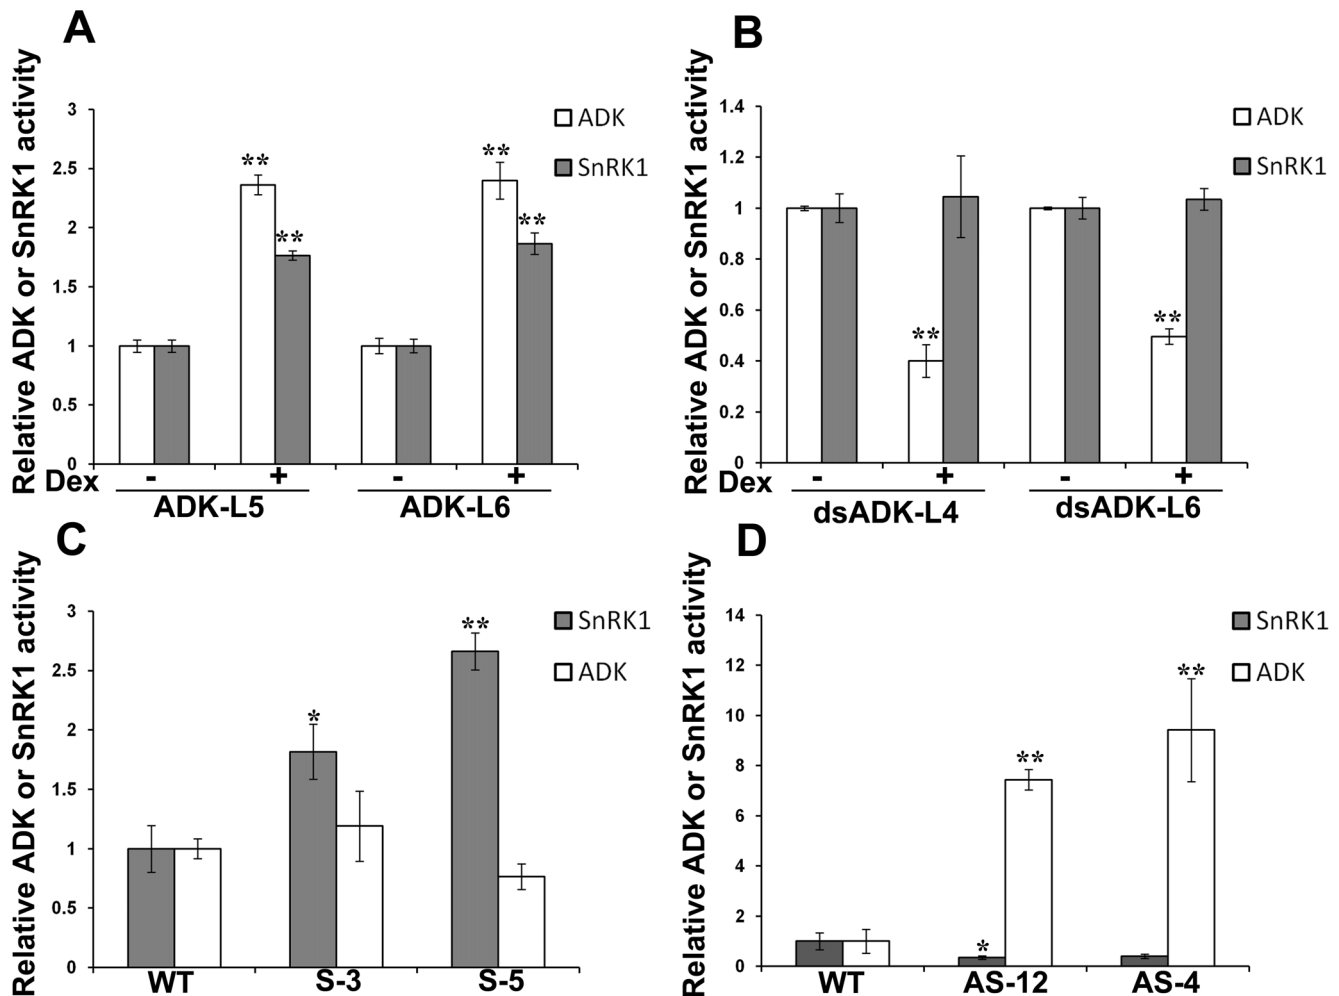 A
Relative ADK or SnRK1 activity
3
2.5
2
1.5
1
0.5
0
ADK
SnRK1
**
**
**
**
Dex - + - +
ADK-L5 ADK-L6
B
Relative ADK or SnRK1 activity
1.4
1.2
1
0.8
0.6
0.4
0.2
0
ADK
SnRK1
**
**
Dex - + - +
dsADK-L4 dsADK-L6
C
Relative ADK or SnRK1 activity
3
2.5
2
1.5
1
0.5
0
SnRK1
ADK
*
**
WT S-3 S-5
D
Relative ADK or SnRK1 activity
14
12
10
8
6
4
2
0
SnRK1
ADK
*
**
**
WT AS-12 AS-4